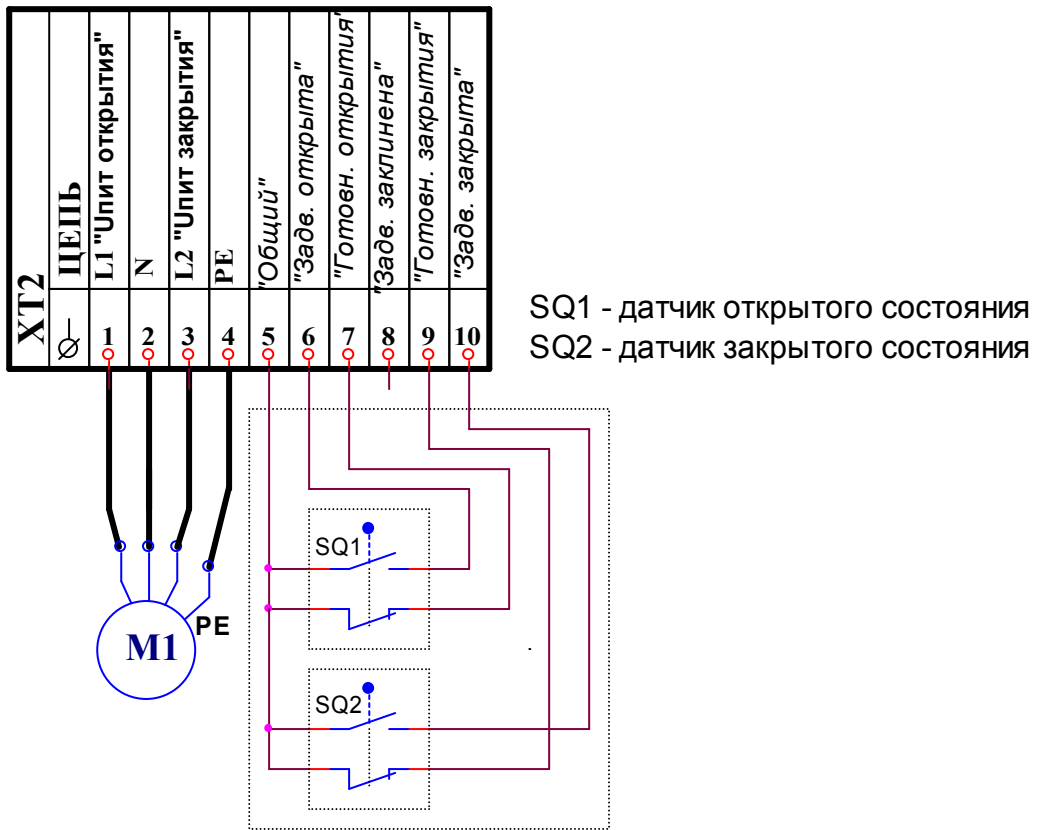 XT2
ЦЕПЬ
L1 "Uпит открытия"
N
L2 "Uпит закрытия"
PE
"Общий"
"Задв. открыта"
"Готовн. открытия"
"Задв. заклинена"
"Готовн. закрытия"
"Задв. закрыта"
1 2 3 4 5 6 7 8 9 10
SQ1 - датчик открытого состояния
SQ2 - датчик закрытого состояния
SQ1
PE
M1
SQ2